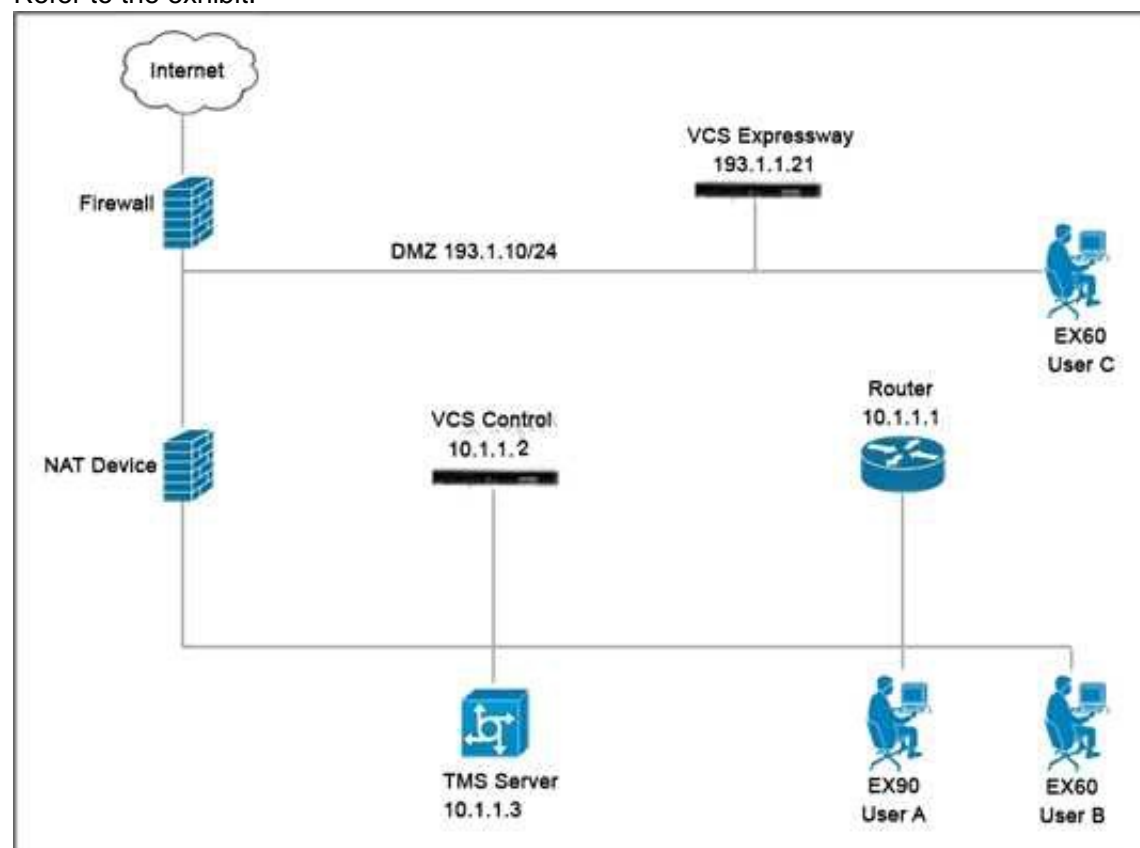 Refer to the exhibit.
Internet
VCS Expressway
193.1.1.21
Firewall
DMZ 193.1.10/24
EX60
User C
Router
10.1.1.1
VCS Control
10.1.1.2
NAT Device
TMS Server
10.1.1.3
EX90
User A
EX60
User B